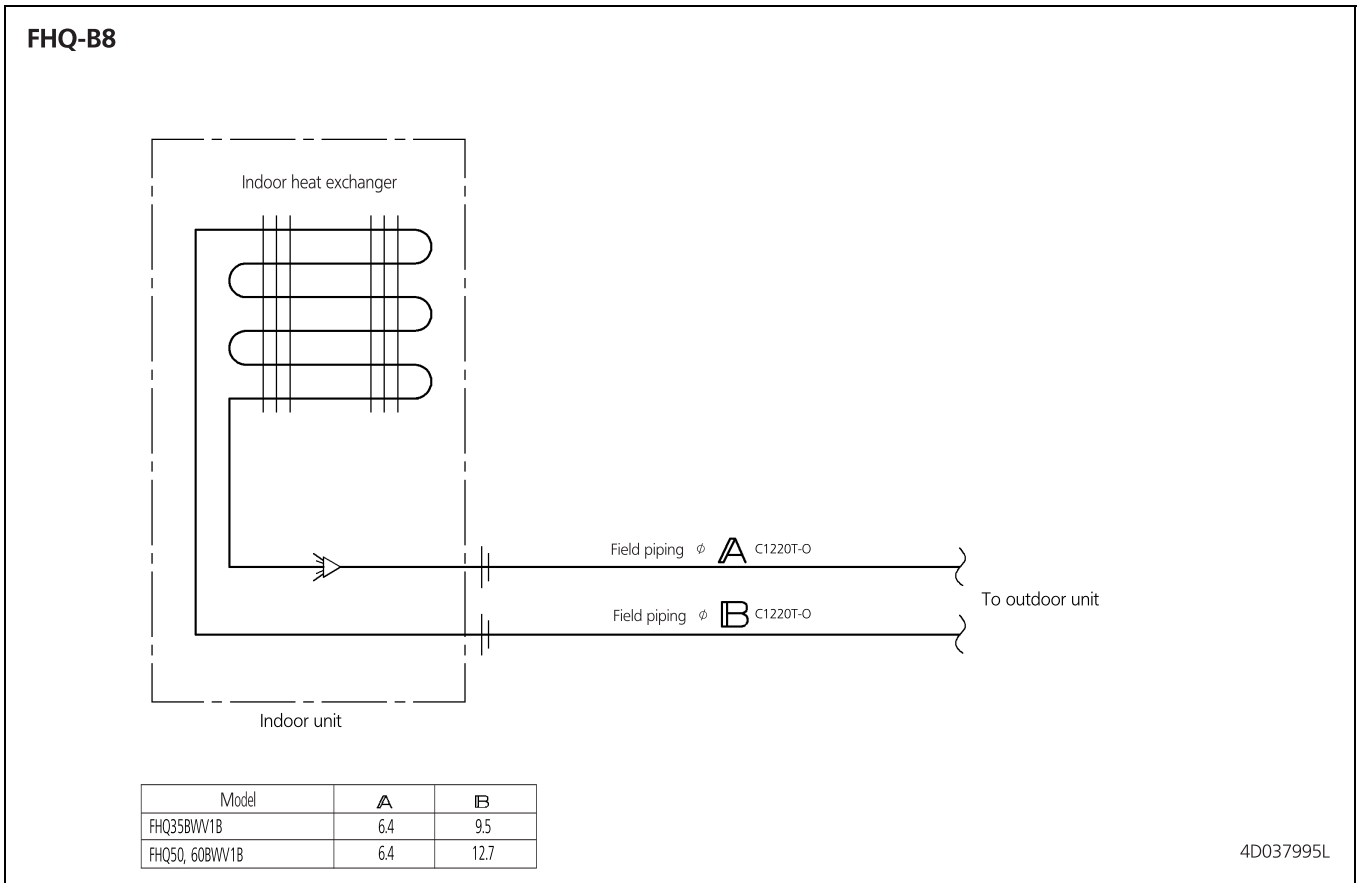 FHQ-B8
Indoor heat exchanger
Field piping ø A C1220T-O
To outdoor unit
Field piping ø B C1220T-O
Indoor unit
Model A B
FHQ35BWV1B 6.4 9.5
FHQ50, 60BWV1B 6.4 12.7
4D037995L